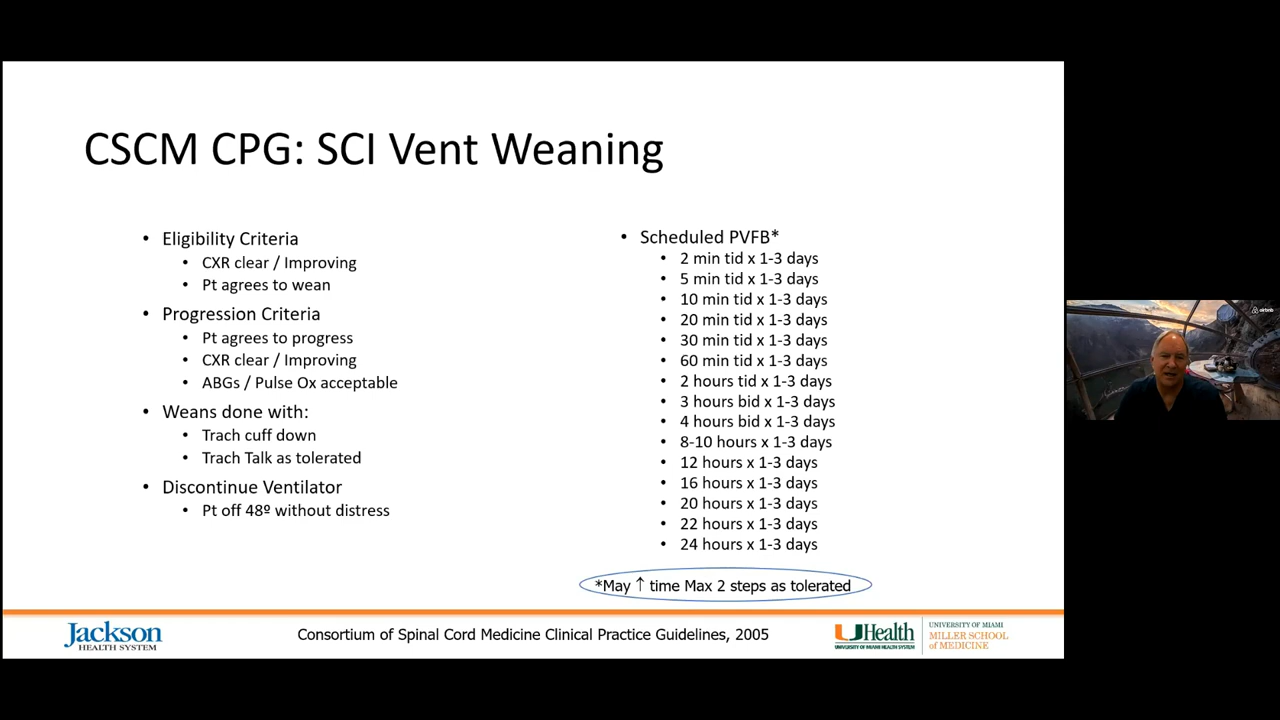 CSCM CPG: SCI Vent Weaning
• Eligibility Criteria
• CXR clear / Improving
• Pt agrees to wean
• Progression Criteria
• Pt agrees to progress
• CXR clear / Improving
• ABGs / Pulse Ox acceptable
• Weans done with:
• Trach cuff down
• Trach Talk as tolerated
• Discontinue Ventilator
• Pt off 48º without distress
• Scheduled PVFB*
• 2 min tid x 1-3 days
• 5 min tid x 1-3 days
• 10 min tid x 1-3 days
• 20 min tid x 1-3 days
• 30 min tid x 1-3 days
• 60 min tid x 1-3 days
• 2 hours tid x 1-3 days
• 3 hours bid x 1-3 days
• 4 hours bid x 1-3 days
• 8-10 hours x 1-3 days
• 12 hours x 1-3 days
• 16 hours x 1-3 days
• 20 hours x 1-3 days
• 22 hours x 1-3 days
• 24 hours x 1-3 days
*May ↑ time Max 2 steps as tolerated
Jackson
HEALTH SYSTEM
Consortium of Spinal Cord Medicine Clinical Practice Guidelines, 2005
UHealth
UNIVERSITY OF MIAMI HEALTH SYSTEM
UNIVERSITY OF MIAMI
MILLER SCHOOL
of MEDICINE
airbnb